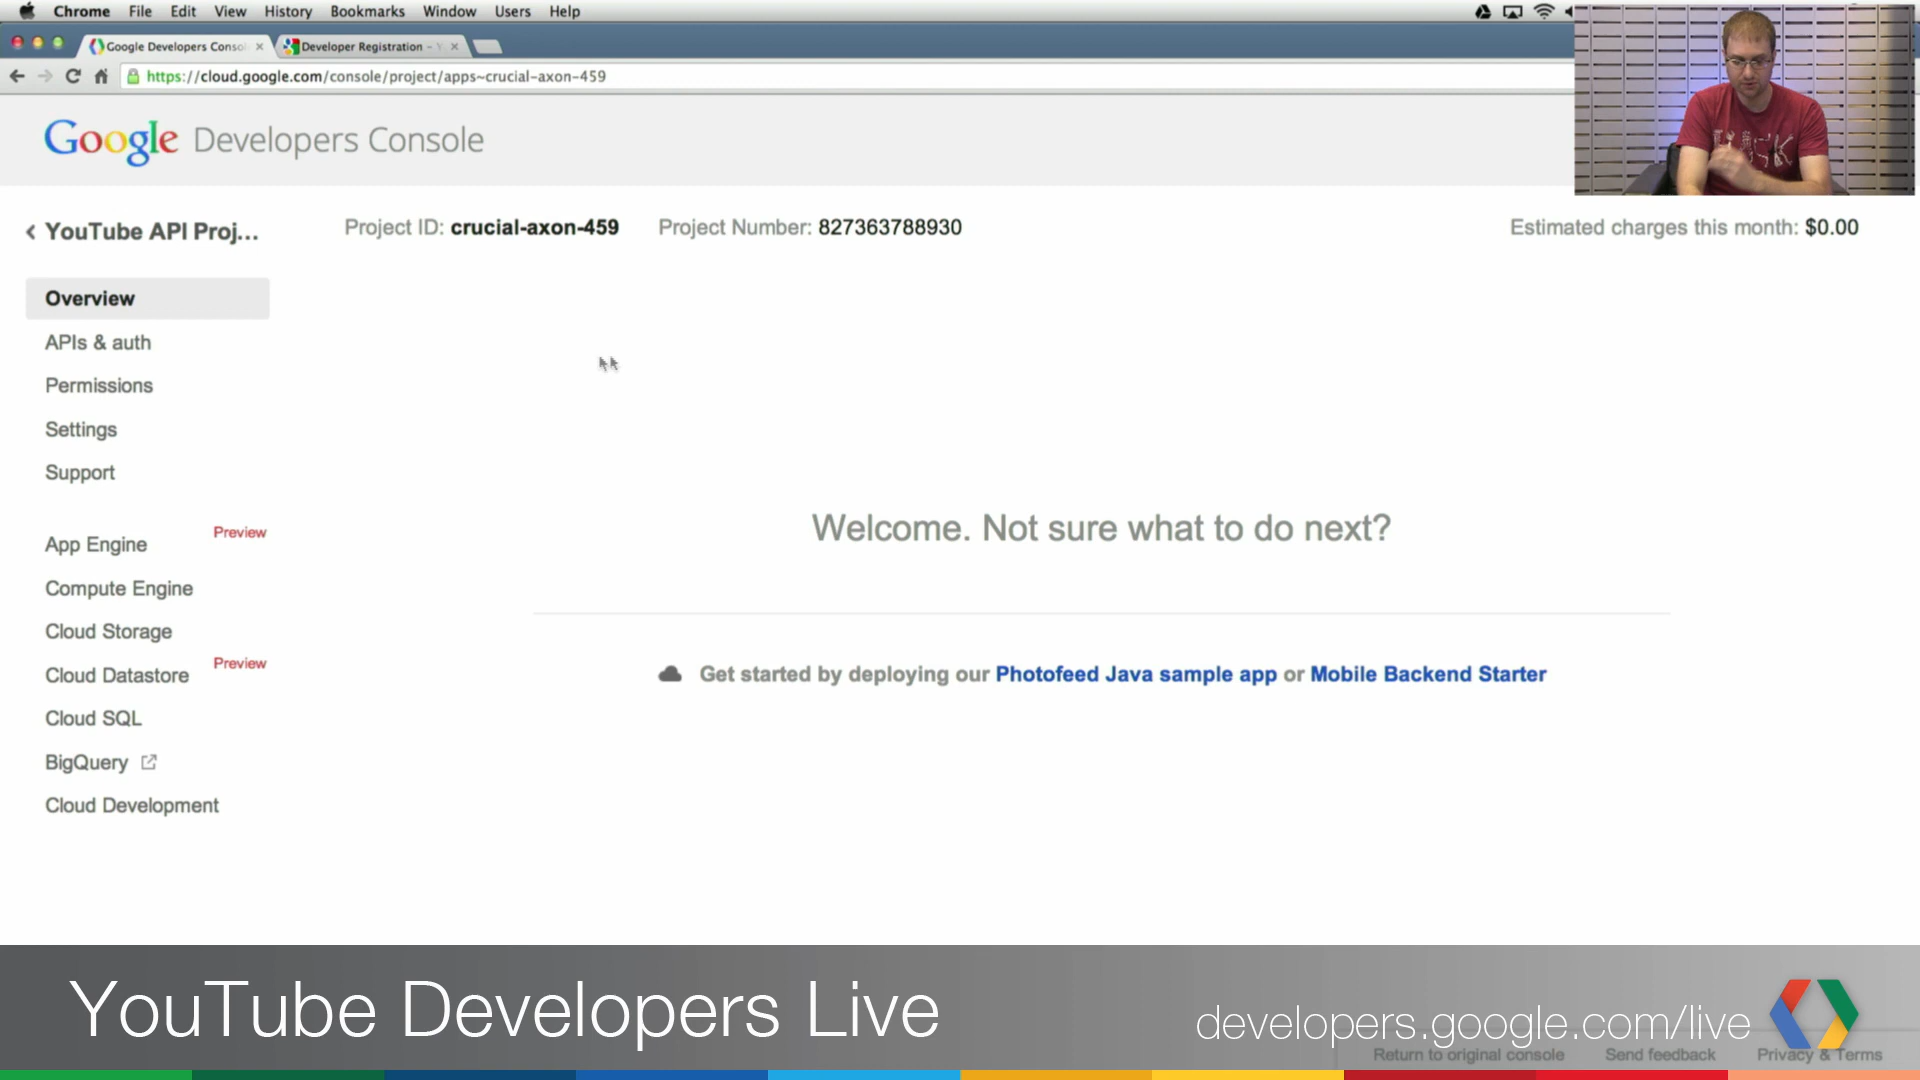 Chrome File Edit View History Bookmarks Window Users Help
Google Developers Consol
Developer Registration - Y
https://cloud.google.com/console/project/apps~crucial-axon-459
Google Developers Console
YouTube API Proj...
Project ID: crucial-axon-459
Project Number: 827363788930
Estimated charges this month: $0.00
Overview
APIs & auth
Permissions
Settings
Support
App Engine Preview
Compute Engine
Cloud Storage
Cloud Datastore Preview
Cloud SQL
BigQuery
Cloud Development
Welcome. Not sure what to do next?
Get started by deploying our Photofeed Java sample app or Mobile Backend Starter
YouTube Developers Live
developers.google.com/live
Return to original console Send feedback Privacy & Terms